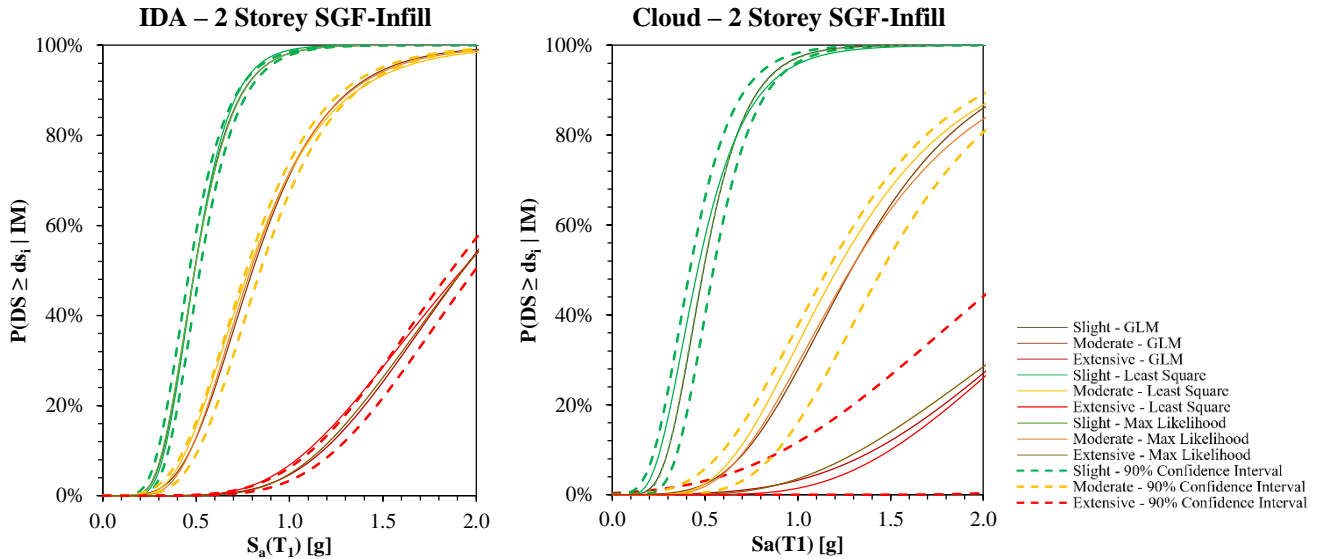 IDA – 2 Storey SGF-Infill
P(DS ≥ dsᵢ | IM)
100%
80%
60%
40%
20%
0%
0.0 0.5 1.0 1.5 2.0
Sₐ(T₁) [g]
Cloud – 2 Storey SGF-Infill
P(DS ≥ dsᵢ | IM)
100%
80%
60%
40%
20%
0%
0.0 0.5 1.0 1.5 2.0
Sa(T1) [g]
Slight - GLM
Moderate - GLM
Extensive - GLM
Slight - Least Square
Moderate - Least Square
Extensive - Least Square
Slight - Max Likelihood
Moderate - Max Likelihood
Extensive - Max Likelihood
Slight - 90% Confidence Interval
Moderate - 90% Confidence Interval
Extensive - 90% Confidence Interval